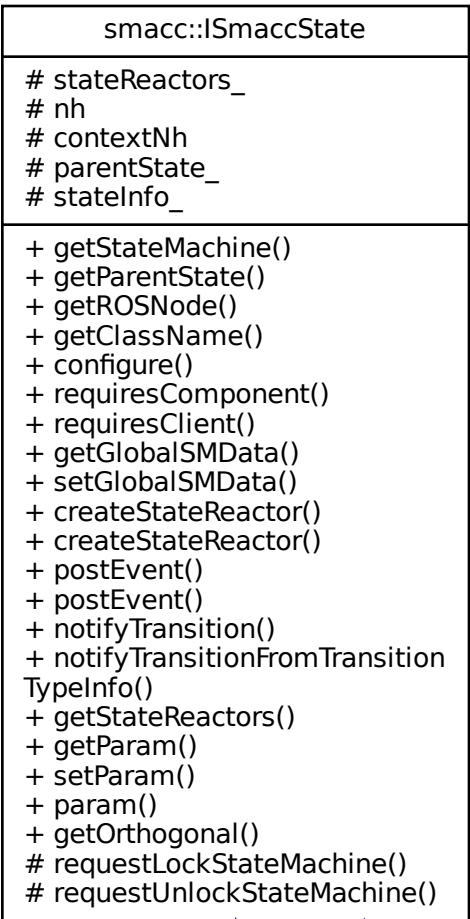 smacc::ISmaccState
# stateReactors_
# nh
# contextNh
# parentState_
# stateInfo_
+ getStateMachine()
+ getParentState()
+ getROSNode()
+ getClassName()
+ configure()
+ requiresComponent()
+ requiresClient()
+ getGlobalSMData()
+ setGlobalSMData()
+ createStateReactor()
+ createStateReactor()
+ postEvent()
+ postEvent()
+ notifyTransition()
+ notifyTransitionFromTransition
TypeInfo()
+ getStateReactors()
+ getParam()
+ setParam()
+ param()
+ getOrthogonal()
# requestLockStateMachine()
# requestUnlockStateMachine()